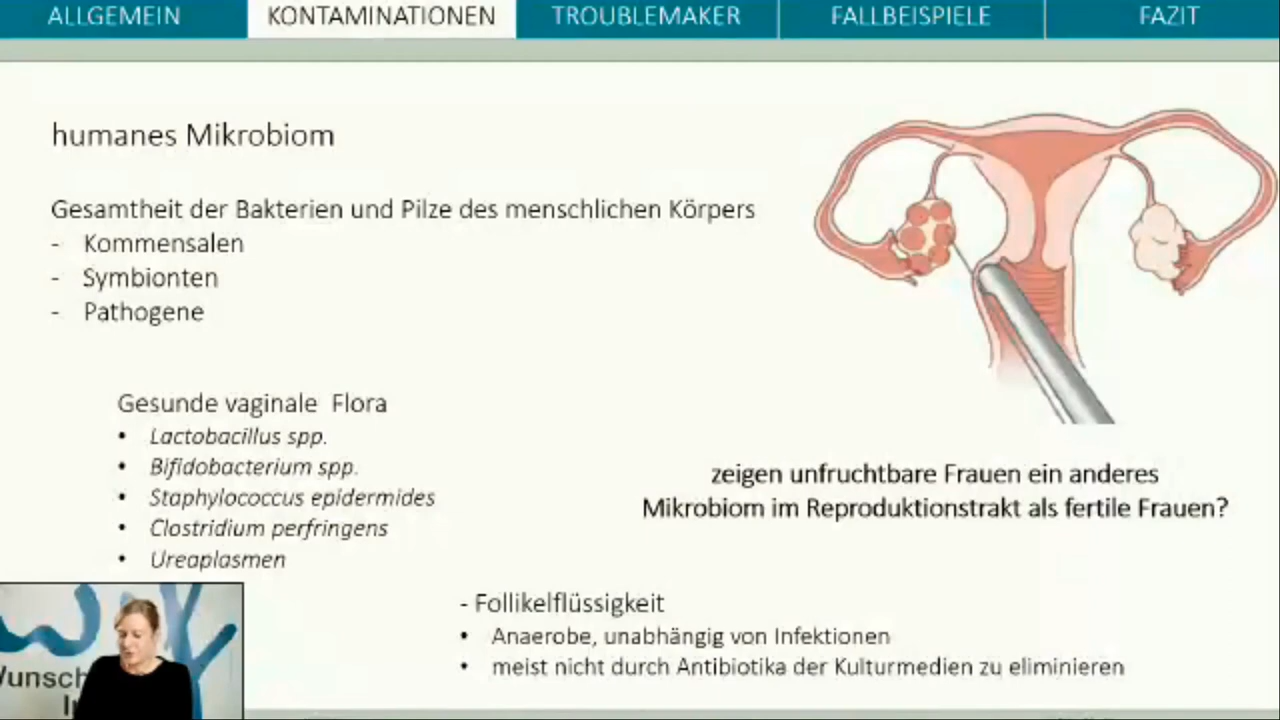 ALLGEMEIN
KONTAMINATIONEN
TROUBLEMAKER
FALLBEISPIELE
FAZIT
humanes Mikrobiom
Gesamtheit der Bakterien und Pilze des menschlichen Körpers
- Kommensalen
- Symbionten
- Pathogene
Gesunde vaginale Flora
• Lactobacillus spp.
• Bifidobacterium spp.
• Staphylococcus epidermides
• Clostridium perfringens
• Ureaplasmen
zeigen unfruchtbare Frauen ein anderes
Mikrobiom im Reproduktionstrakt als fertile Frauen?
- Follikelflüssigkeit
• Anaerobe, unabhängig von Infektionen
• meist nicht durch Antibiotika der Kulturmedien zu eliminieren